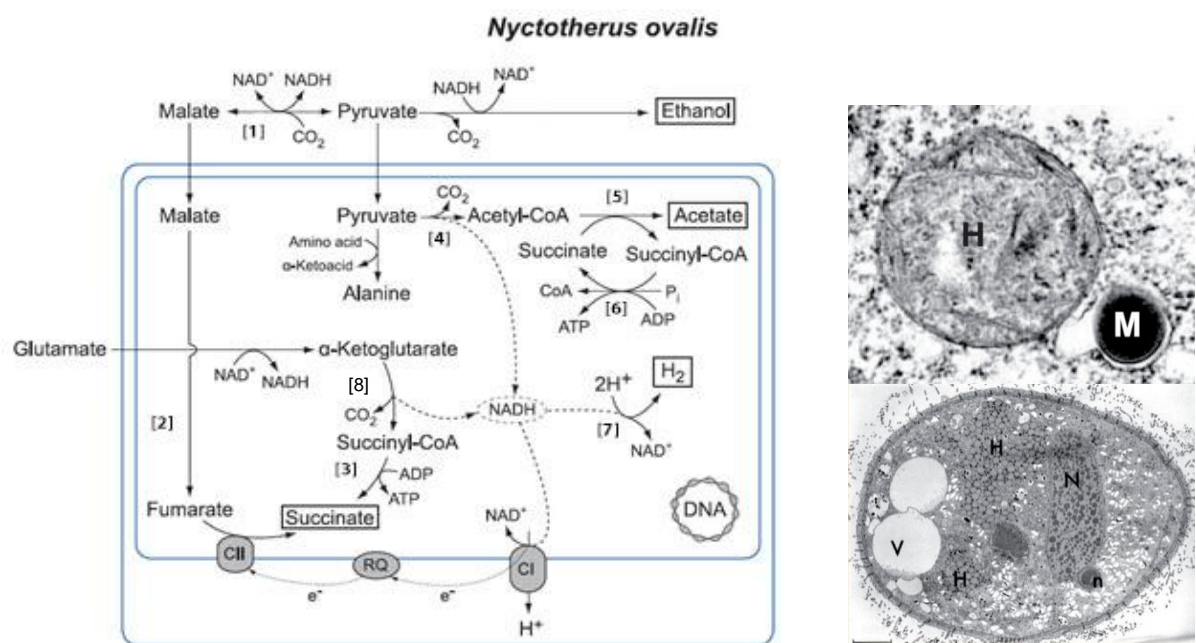 Nyctotherus ovalis
NAD⁺ NADH
NADH NAD⁺
Malate Pyruvate Ethanol
[1] CO₂ CO₂
Malate Pyruvate CO₂ Acetyl-CoA [5] Acetate
[4]
Amino acid
α-Ketoacid
Succinate Succinyl-CoA
Alanine
CoA Pᵢ
ATP [6] ADP
Glutamate α-Ketoglutarate
NAD⁺ NADH
[8]
2H⁺ H₂
CO₂ NADH
[7] NAD⁺
[2]
Succinyl-CoA
[3] ADP
ATP
Fumarate Succinate NAD⁺ DNA
CII RQ CI
e⁻ e⁻
H⁺
H
M
H
N
V
H
n